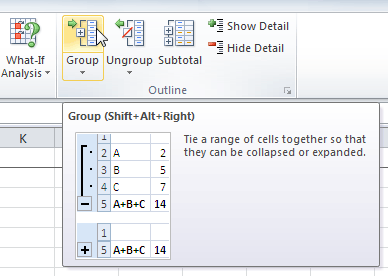 What-If
Analysis
Group
Ungroup
Subtotal
Show Detail
Hide Detail
Outline
K
Group (Shift+Alt+Right)
Tie a range of cells together so that
they can be collapsed or expanded.
1
2 A 2
3 B 5
4 C 7
5 A+B+C 14
1
5 A+B+C 14